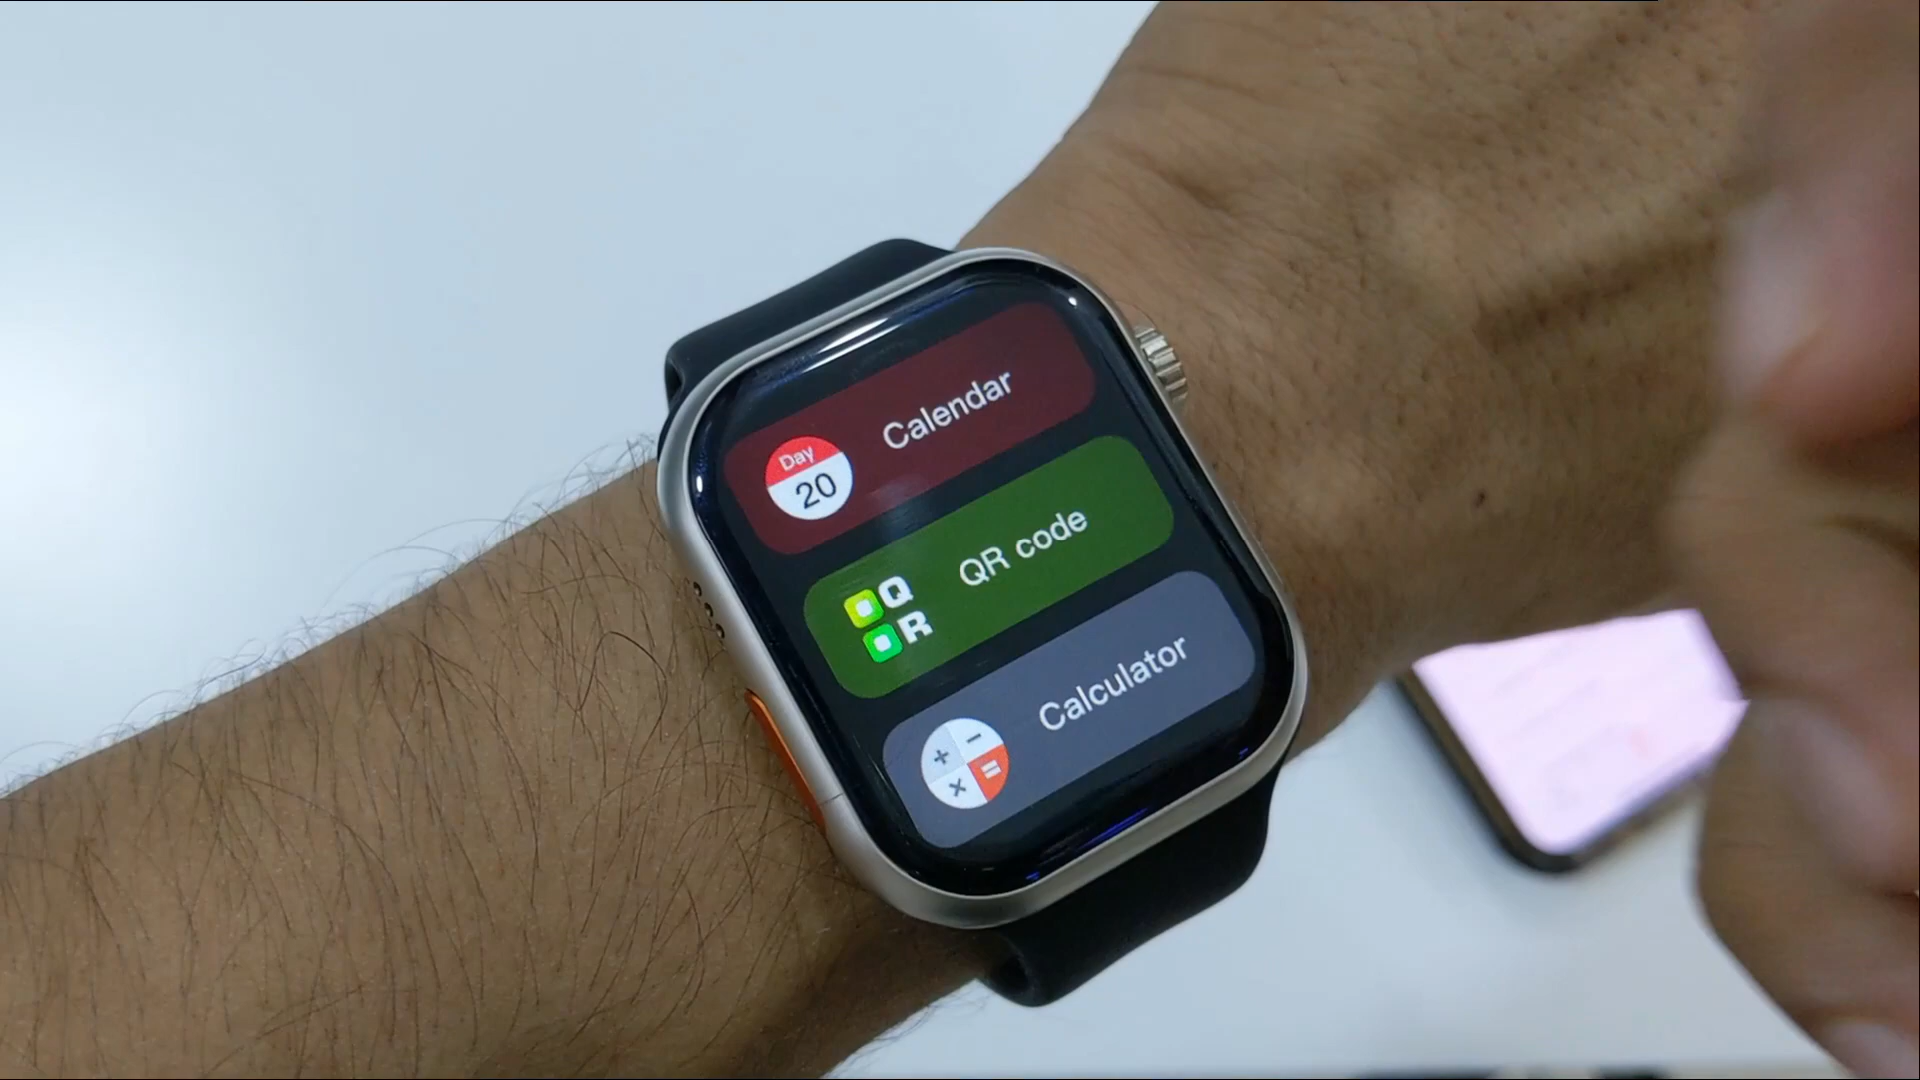 Calendar
Day
20
QR code
Q
R
Calculator
+ −
× =